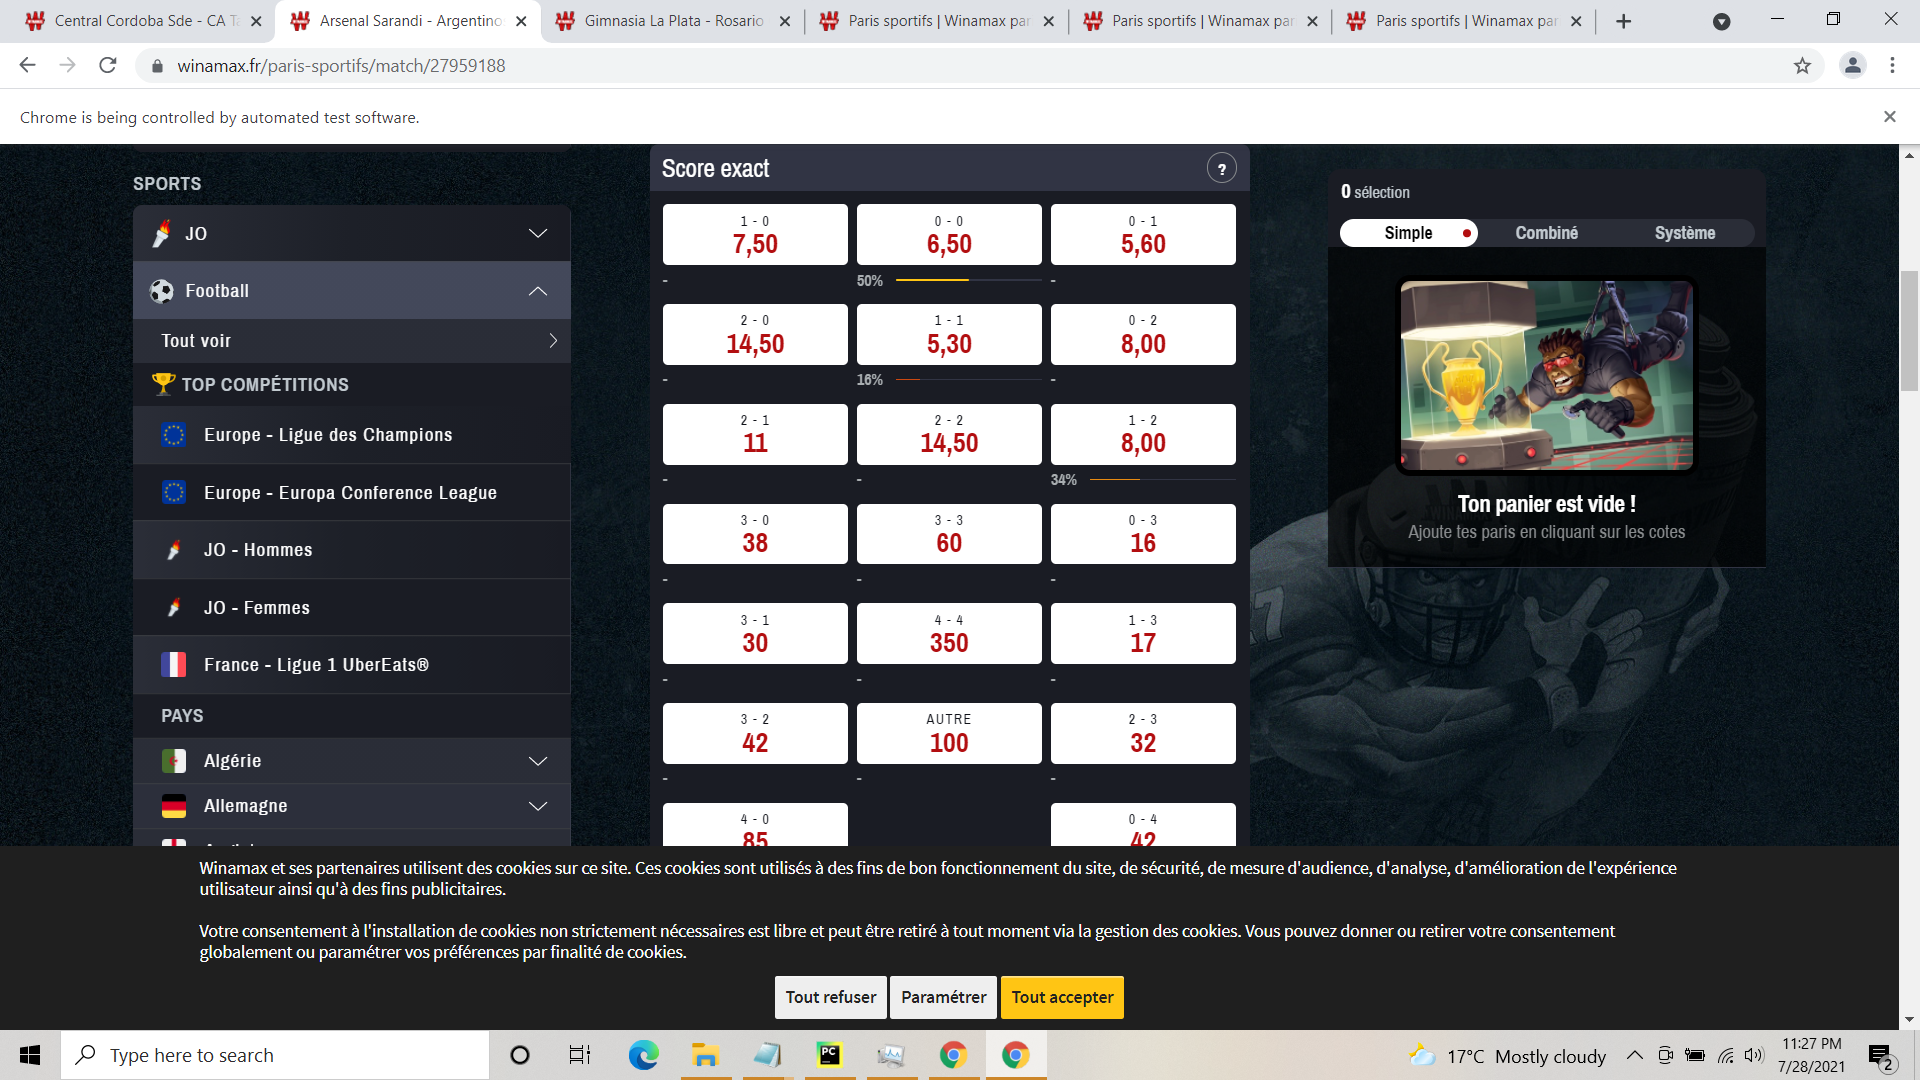 Central Cordoba Sde - CA T
Arsenal Sarandi - Argentino
Gimnasia La Plata - Rosario
Paris sportifs | Winamax par
Paris sportifs | Winamax par
Paris sportifs | Winamax par
winamax.fr/paris-sportifs/match/27959188
Chrome is being controlled by automated test software.
SPORTS
JO
Football
Tout voir
TOP COMPÉTITIONS
Europe - Ligue des Champions
Europe - Europa Conference League
JO - Hommes
JO - Femmes
France - Ligue 1 UberEats®
PAYS
Algérie
Allemagne
Score exact
?
1 - 0 0 - 0 0 - 1
7,50 6,50 5,60
- 50% -
2 - 0 1 - 1 0 - 2
14,50 5,30 8,00
- 16% -
2 - 1 2 - 2 1 - 2
11 14,50 8,00
- - 34%
3 - 0 3 - 3 0 - 3
38 60 16
- - -
3 - 1 4 - 4 1 - 3
30 350 17
- - -
3 - 2 AUTRE 2 - 3
42 100 32
- - -
4 - 0 0 - 4
85 42
0 sélection
Simple Combiné Système
Ton panier est vide !
Ajoute tes paris en cliquant sur les cotes
Winamax et ses partenaires utilisent des cookies sur ce site. Ces cookies sont utilisés à des fins de bon fonctionnement du site, de sécurité, de mesure d'audience, d'analyse, d'amélioration de l'expérience
utilisateur ainsi qu'à des fins publicitaires.
Votre consentement à l'installation de cookies non strictement nécessaires est libre et peut être retiré à tout moment via la gestion des cookies. Vous pouvez donner ou retirer votre consentement
globalement ou paramétrer vos préférences par finalité de cookies.
Tout refuser Paramétrer Tout accepter
Type here to search
PC
17°C Mostly cloudy
11:27 PM
7/28/2021
2